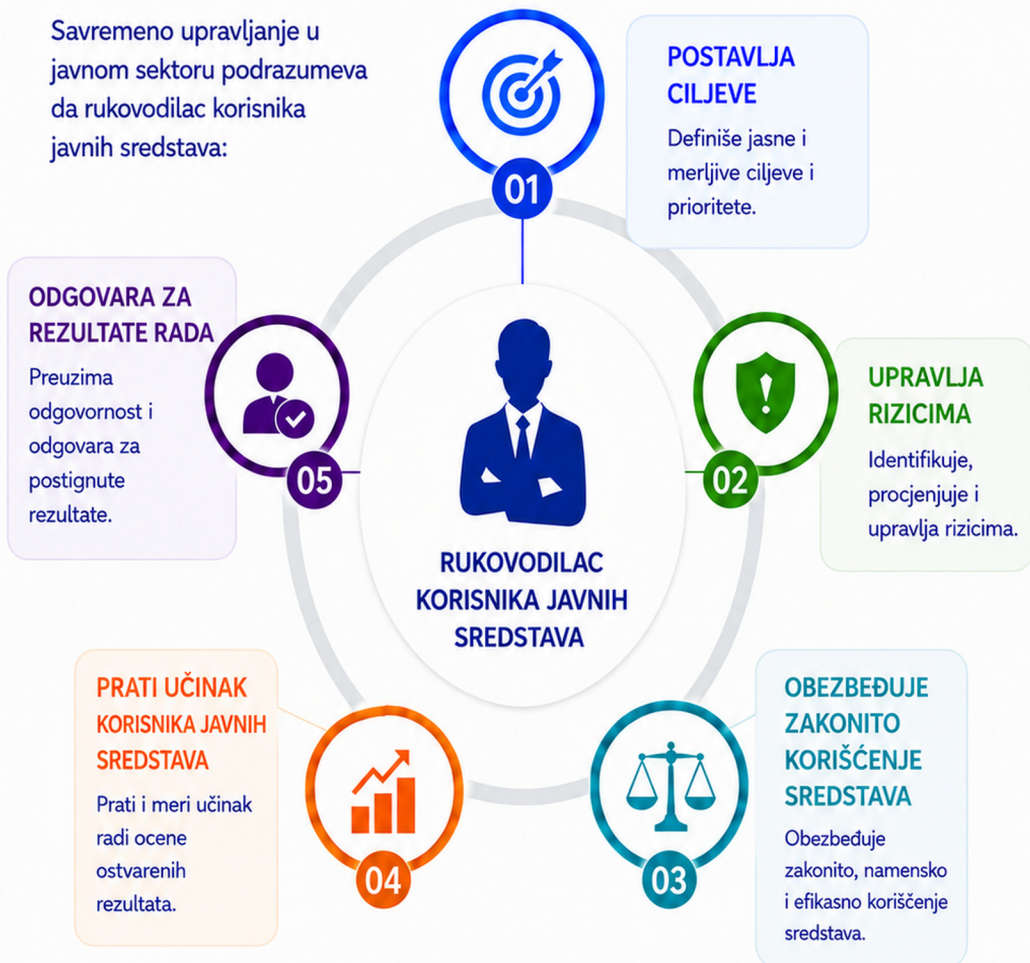 Savremeno upravljanje u
javnom sektoru podrazumeva
da rukovodilac korisnika
javnih sredstava:
01
POSTAVLJA
CILJEVE
Definiše jasne i
merljive ciljeve i
prioritete.
02
UPRAVLJA
RIZICIMA
Identifikuje,
procjenjuje i
upravlja rizicima.
03
OBEZBEĐUJE
ZAKONITO
KORIŠĆENJE
SREDSTAVA
Obezbeđuje
zakonito, namensko
i efikasno koriščenje
sredstava.
04
PRATI UČINAK
KORISNIKA JAVNIH
SREDSTAVA
Prati i meri učinak
radi ocene
ostvarenih
rezultata.
05
ODGOVARA ZA
REZULTATE RADA
Preuzima
odgovornost i
odgovara za
postignute
rezultate.
RUKOVODILAC
KORISNIKA JAVNIH
SREDSTAVA